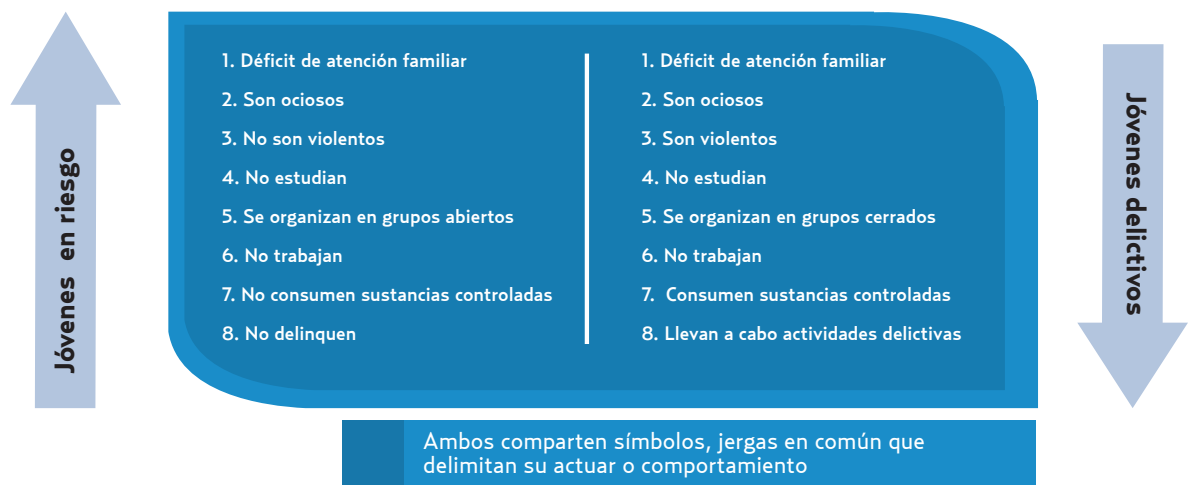 Jóvenes en riesgo
1. Déficit de atención familiar
2. Son ociosos
3. No son violentos
4. No estudian
5. Se organizan en grupos abiertos
6. No trabajan
7. No consumen sustancias controladas
8. No delinquen
1. Déficit de atención familiar
2. Son ociosos
3. Son violentos
4. No estudian
5. Se organizan en grupos cerrados
6. No trabajan
7. Consumen sustancias controladas
8. Llevan a cabo actividades delictivas
Jóvenes delictivos
Ambos comparten símbolos, jergas en común que
delimitan su actuar o comportamiento